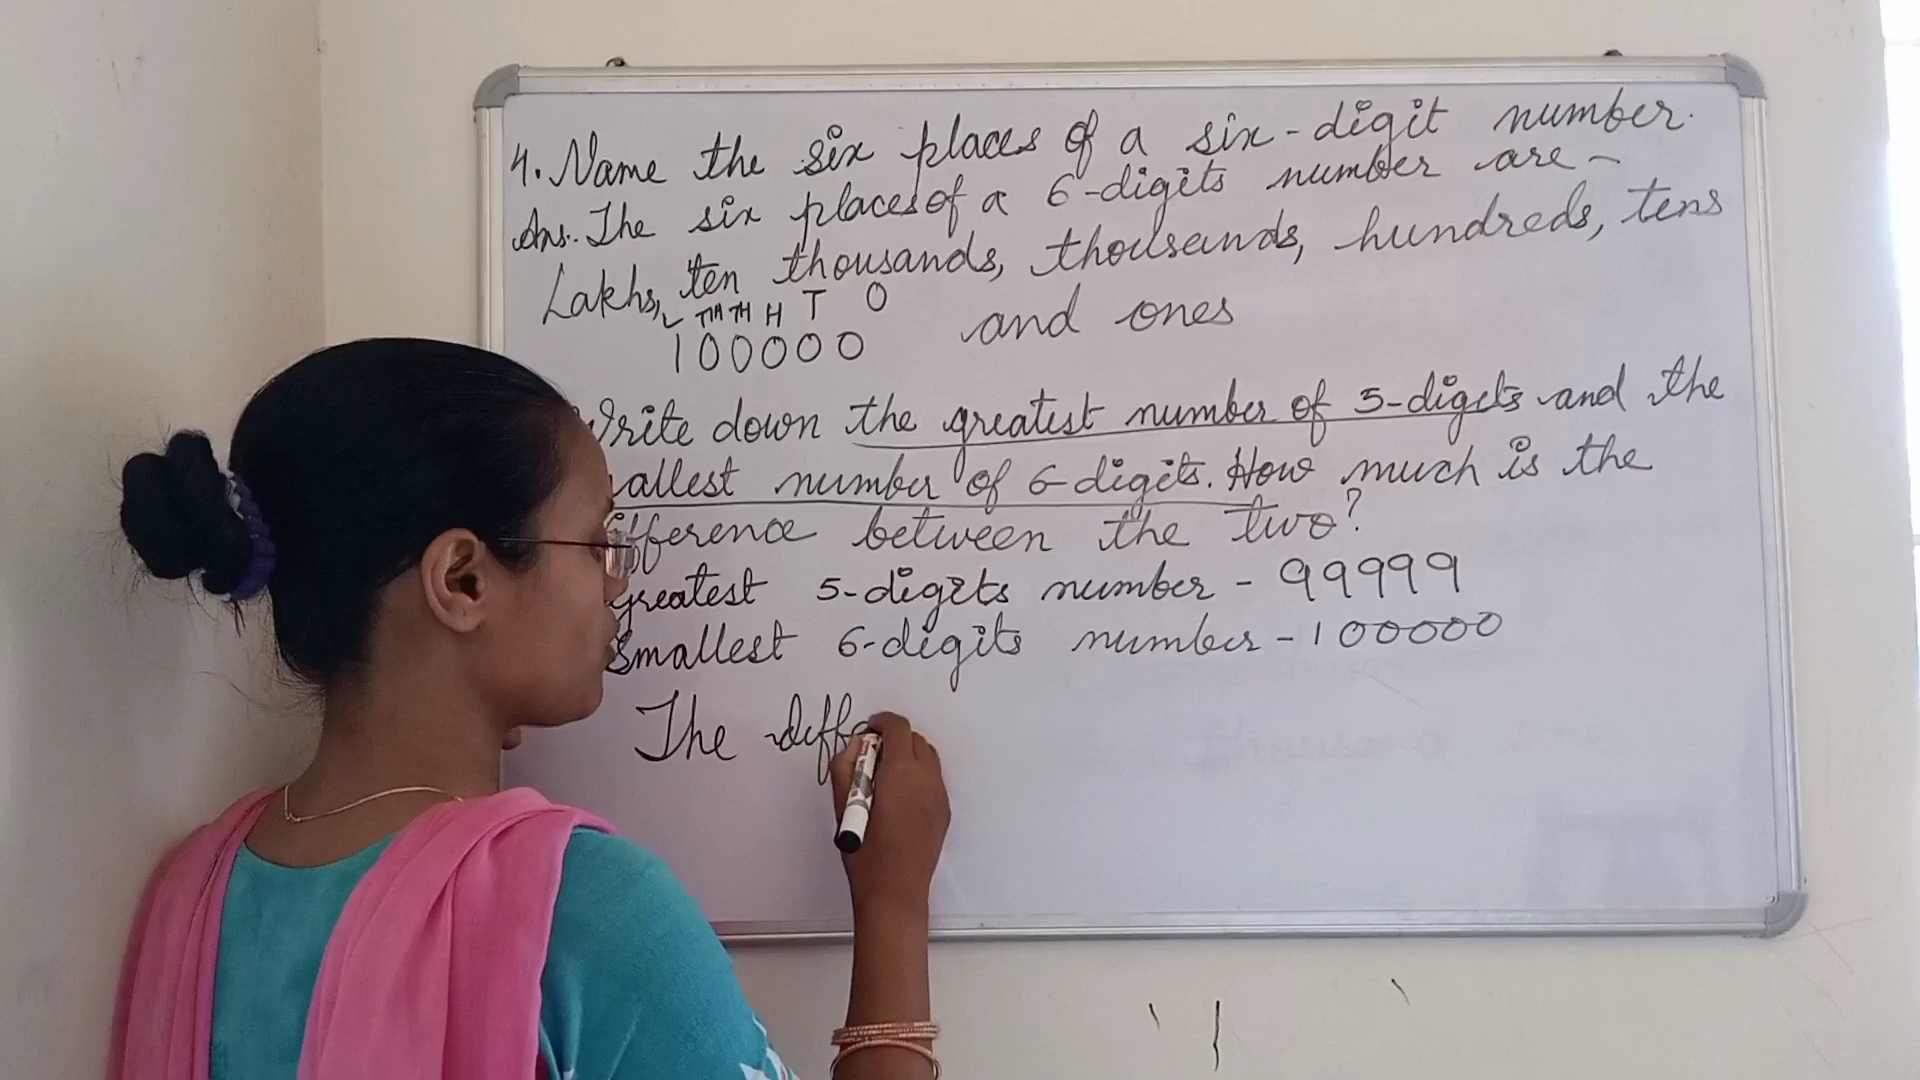 4. Name the six places of a six-digit number.
Ans. The six places of a 6-digits number are -
Lakhs, ten thousands, thousands, hundreds, tens
and ones
L TTH TH H T O
100000
Write down the greatest number of 5-digits and the
smallest number of 6-digits. How much is the
difference between the two?
greatest 5-digits number - 99999
Smallest 6-digits number - 100000
The diffe